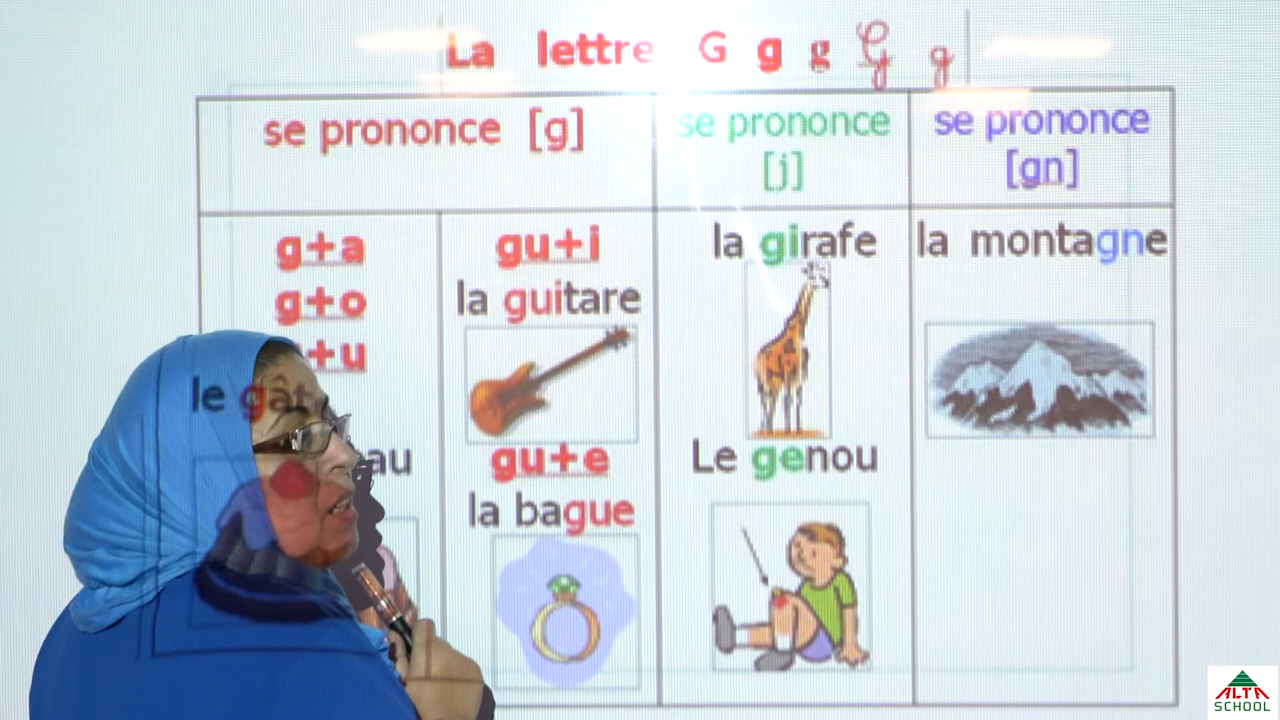 La lettre G g g G g
se prononce [g]
se prononce
[j]
se prononce
[gn]
g+a
g+o
+u
le gât
au
gu+i
la guitare
gu+e
la bague
la girafe
Le genou
la montagne
ALTA
SCHOOL